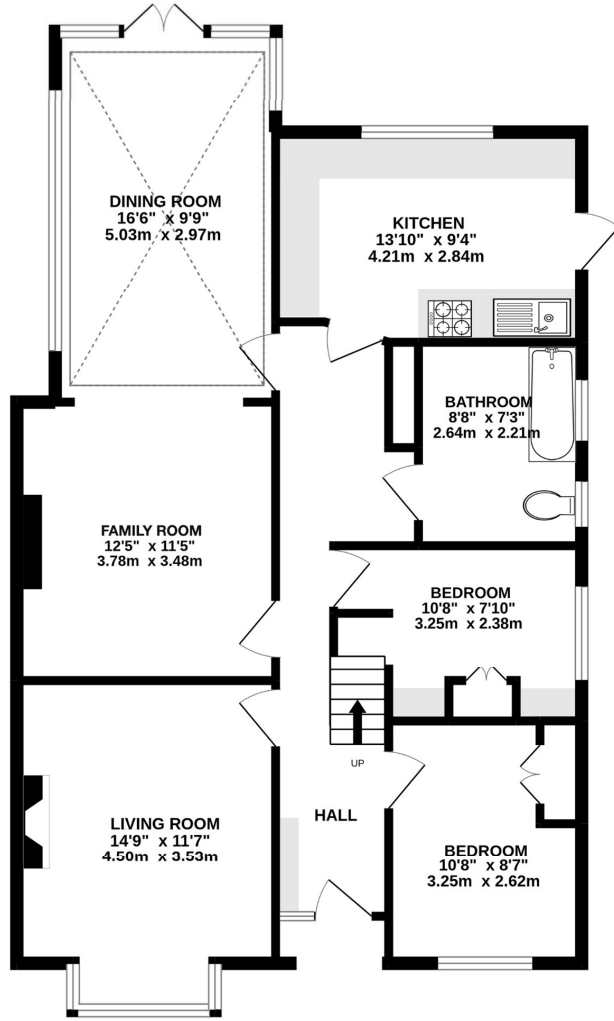 DINING ROOM
16'6" x 9'9"
5.03m x 2.97m
KITCHEN
13'10" x 9'4"
4.21m x 2.84m
BATHROOM
8'8" x 7'3"
2.64m x 2.21m
FAMILY ROOM
12'5" x 11'5"
3.78m x 3.48m
BEDROOM
10'8" x 7'10"
3.25m x 2.38m
UP
HALL
LIVING ROOM
14'9" x 11'7"
4.50m x 3.53m
BEDROOM
10'8" x 8'7"
3.25m x 2.62m